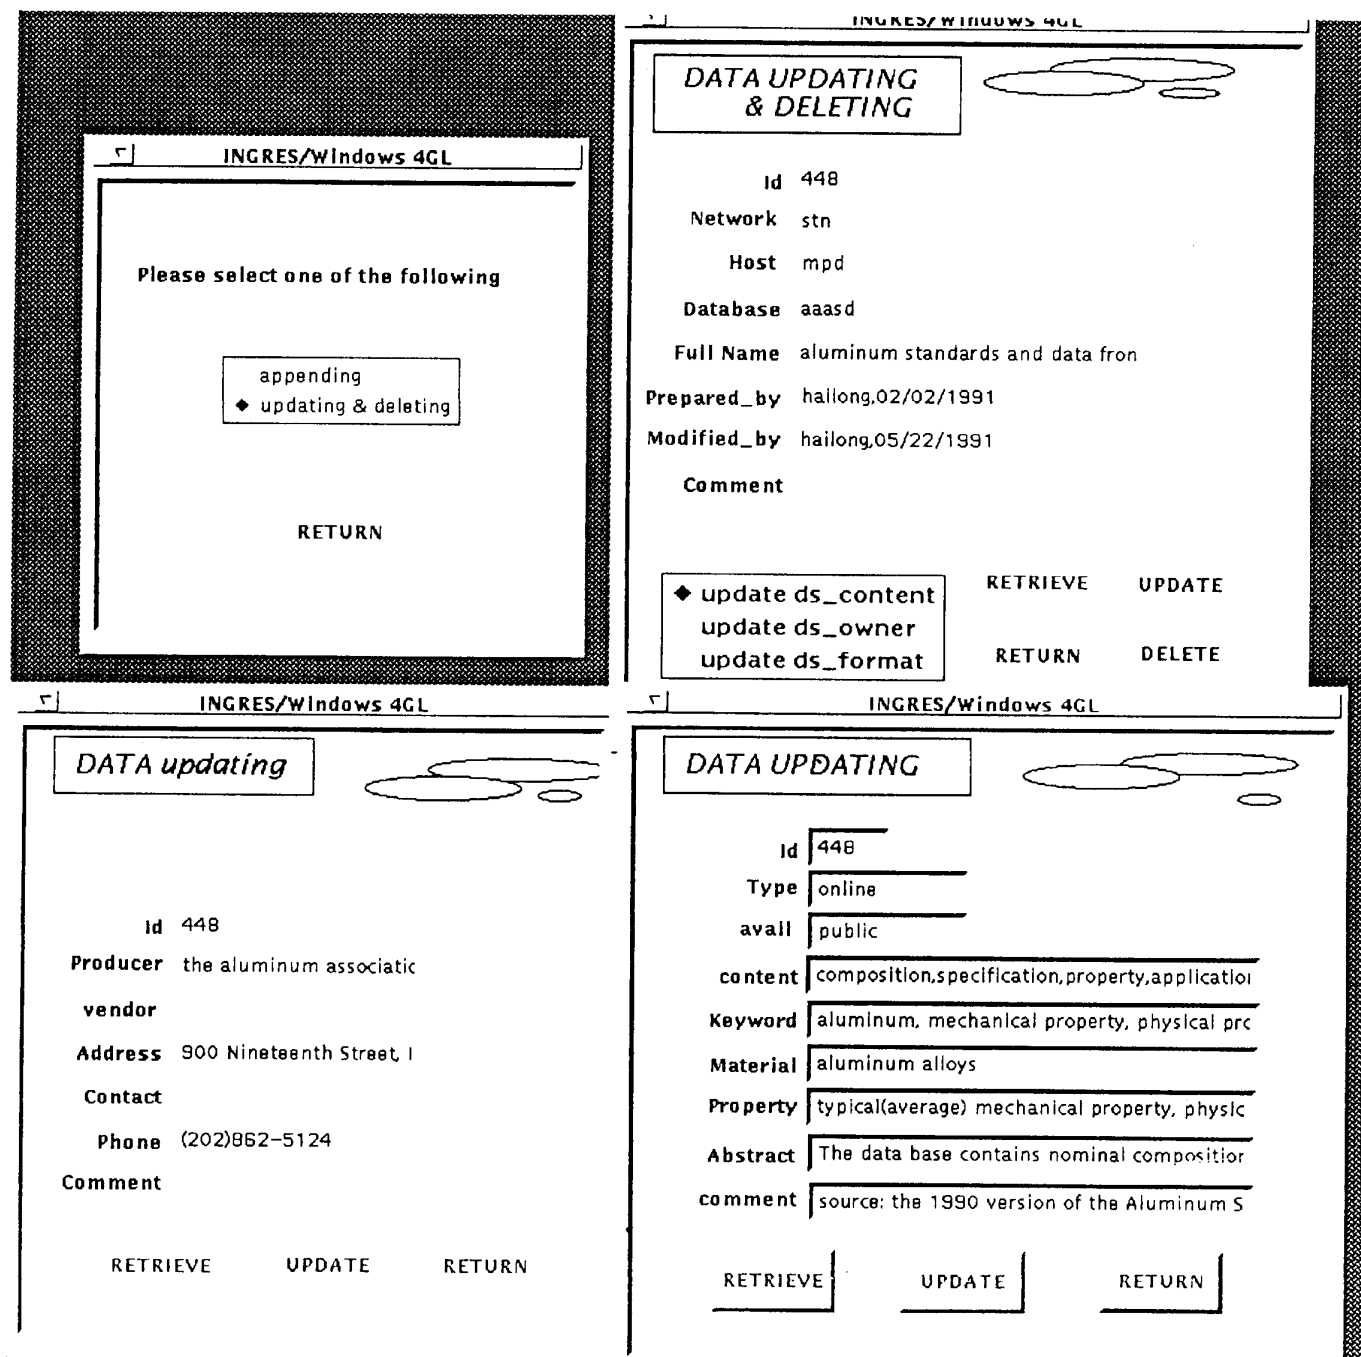 INGRES/Windows 4GL
Please select one of the following
appending
◆ updating & deleting
RETURN
INGRES/Windows 4GL
DATA UPDATING
& DELETING
Id 448
Network stn
Host mpd
Database aaasd
Full Name aluminum standards and data fron
Prepared_by hailong,02/02/1991
Modified_by hailong,05/22/1991
Comment
◆ update ds_content
update ds_owner
update ds_format
RETRIEVE UPDATE
RETURN DELETE
INGRES/Windows 4GL
DATA updating
Id 448
Producer the aluminum associatic
vendor
Address 900 Nineteenth Street, I
Contact
Phone (202)862-5124
Comment
RETRIEVE UPDATE RETURN
INGRES/Windows 4GL
DATA UPDATING
Id 448
Type online
avail public
content composition,specification,property,application
Keyword aluminum, mechanical property, physical prc
Material aluminum alloys
Property typical(average) mechanical property, physic
Abstract The data base contains nominal composition
comment source: the 1990 version of the Aluminum S
RETRIEVE UPDATE RETURN